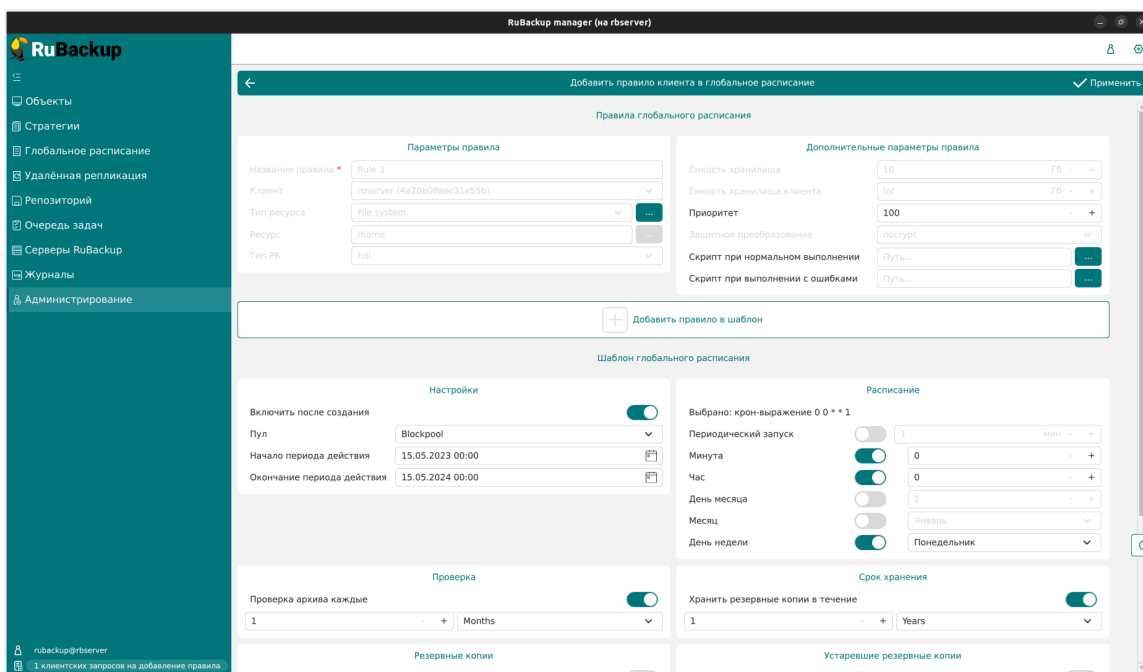 RuBackup manager (на rbserver)
RuBackup
Объекты
Стратегии
Глобальное расписание
Удалённая репликация
Репозиторий
Очередь задач
Серверы RuBackup
Журналы
Администрирование
rubackup@rbserver
1 клиентских запросов на добавление правила
Добавить правило клиента в глобальное расписание
Применить
Правила глобального расписания
Параметры правила
Название правила * Rule 3
Клиент rbserver (4a20b09aec31e55b)
Тип ресурса File system ...
Ресурс /home ...
Тип РК full
Дополнительные параметры правила
Ёмкость хранилища 10 Гб - +
Ёмкость хранилища клиента Inf Гб - +
Приоритет 100 - +
Защитное преобразование nocrypt
Скрипт при нормальном выполнении Путь... ...
Скрипт при выполнении с ошибками Путь... ...
Добавить правило в шаблон
Шаблон глобального расписания
Настройки
Включить после создания
Пул Blockpool
Начало периода действия 15.05.2023 00:00
Окончание периода действия 15.05.2024 00:00
Расписание
Выбрано: крон-выражение 0 0 * * 1
Периодический запуск 1 мин - +
Минута 0 - +
Час 0 - +
День месяца 1 - +
Месяц Январь
День недели Понедельник
Проверка
Проверка архива каждые
1 - + Months
Срок хранения
Хранить резервные копии в течение
1 - + Years
Резервные копии
Устаревшие резервные копии